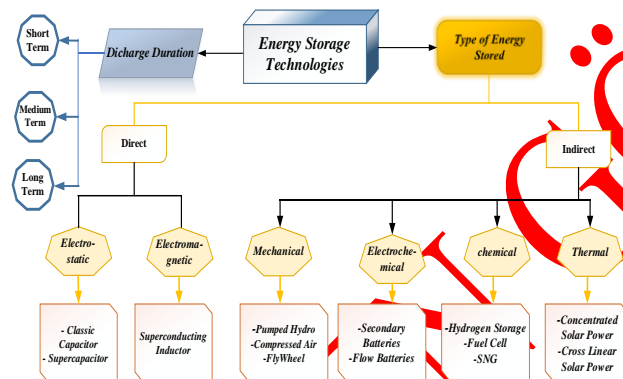 Short
Term
Dicharge Duration
Energy Storage
Technologies
Type of Energy
Stored
Medium
Term
Long
Term
Direct
Indirect
Electro-
static
Electroma-
gnetic
Mechanical
Electroche-
mical
chemical
Thermal
- Classic
Capacitor
- Supercapacitor
Superconducting
Inductor
-Pumped Hydro
-Compressed Air
-FlyWheel
-Secondary
Batteries
-Flow Batteries
-Hydrogen Storage
-Fuel Cell
-SNG
-Concentrated
Solar Power
-Cross Linear
Solar Power